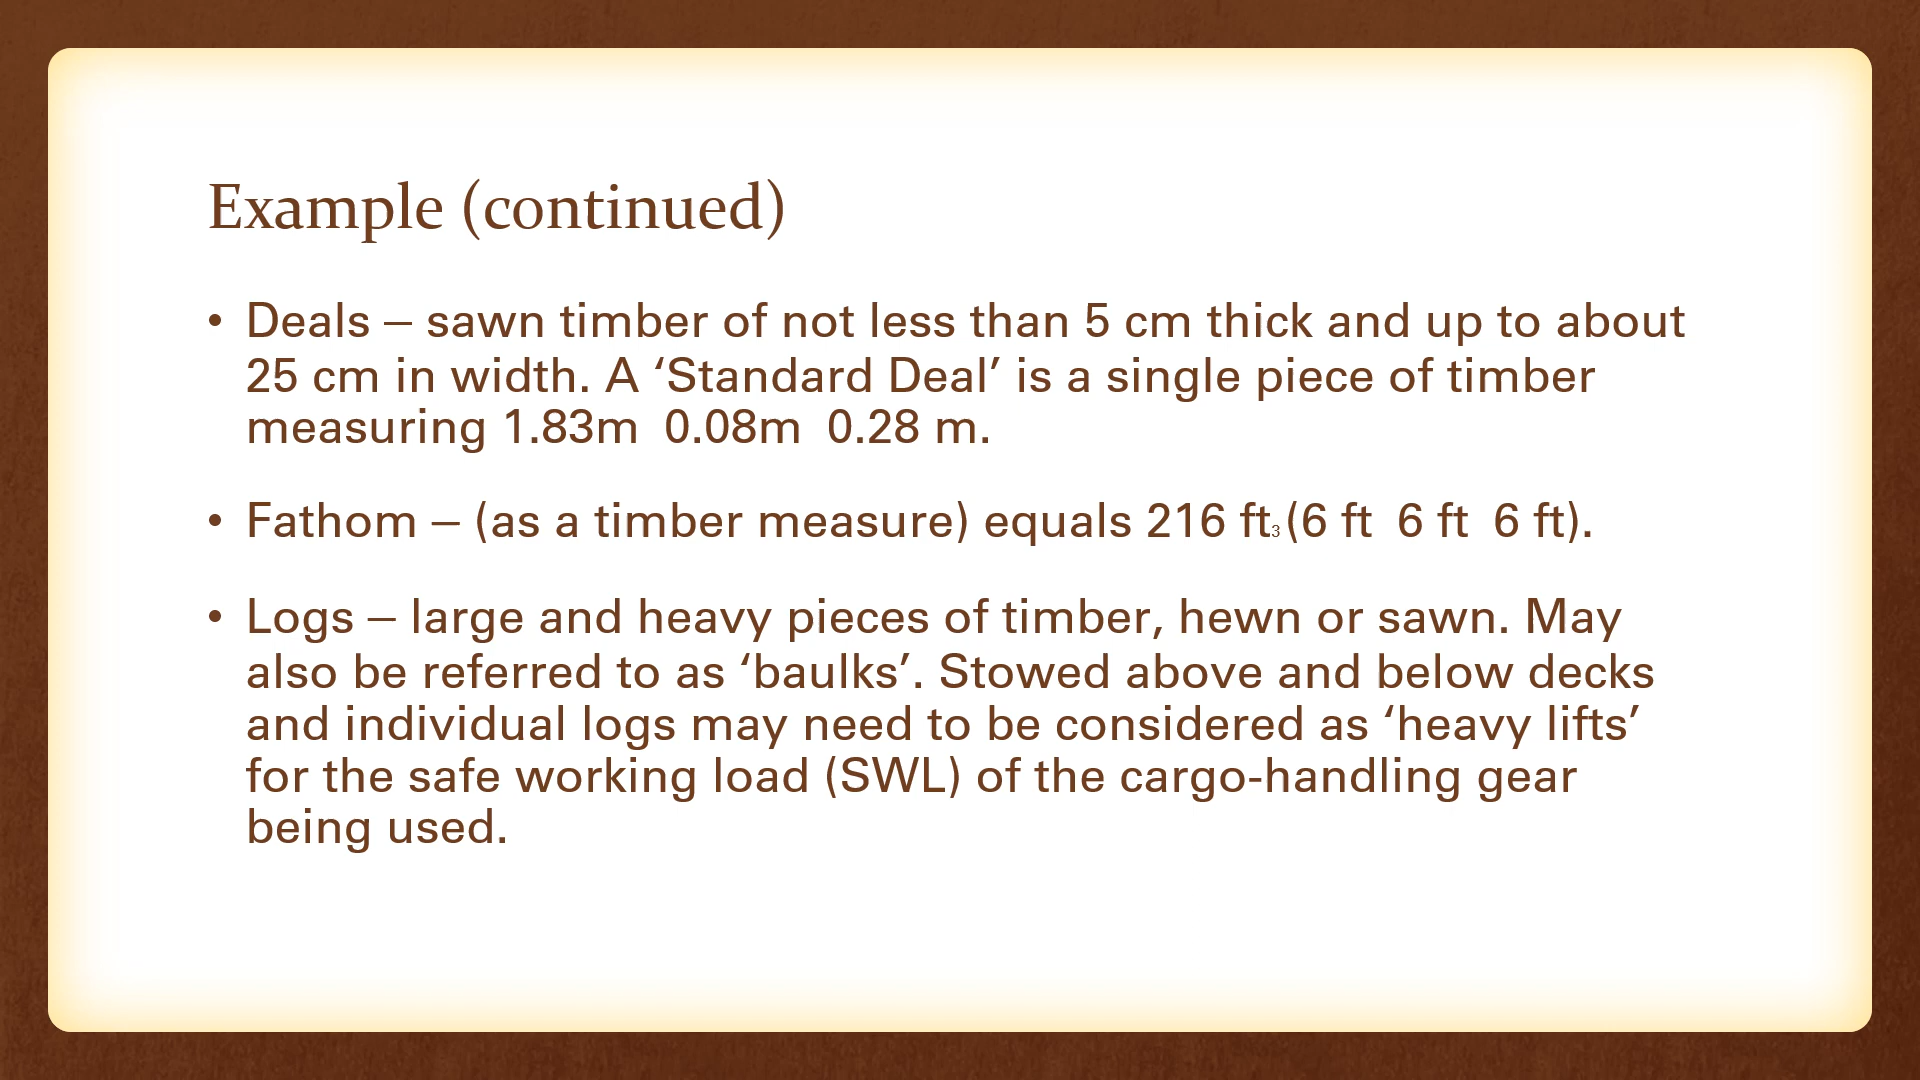 Example (continued)
• Deals – sawn timber of not less than 5 cm thick and up to about
25 cm in width. A ‘Standard Deal’ is a single piece of timber
measuring 1.83m  0.08m  0.28 m.
• Fathom – (as a timber measure) equals 216 ft₃ (6 ft  6 ft  6 ft).
• Logs – large and heavy pieces of timber, hewn or sawn. May
also be referred to as ‘baulks’. Stowed above and below decks
and individual logs may need to be considered as ‘heavy lifts’
for the safe working load (SWL) of the cargo-handling gear
being used.